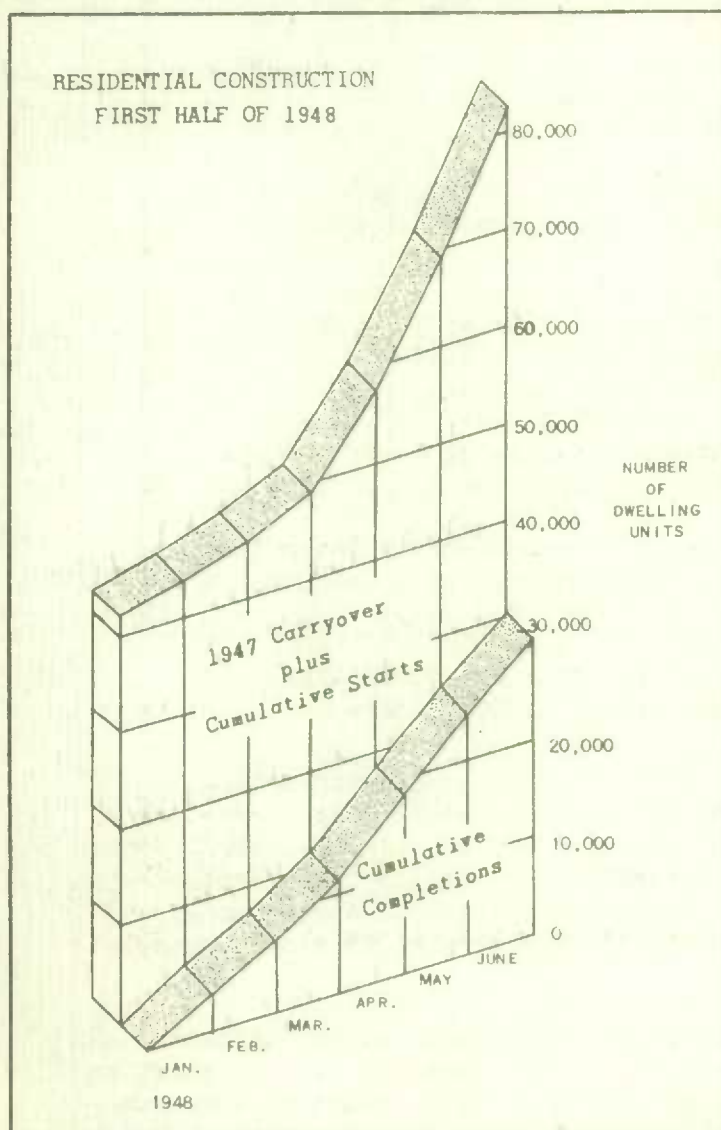 RESIDENTIAL CONSTRUCTION
FIRST HALF OF 1948
80,000
70,000
60,000
50,000
40,000
30,000
20,000
10,000
0
NUMBER
OF
DWELLING
UNITS
1947 Carryover
plus
Cumulative Starts
Cumulative
Completions
JAN.
FEB.
MAR.
APR.
MAY
JUNE
1948